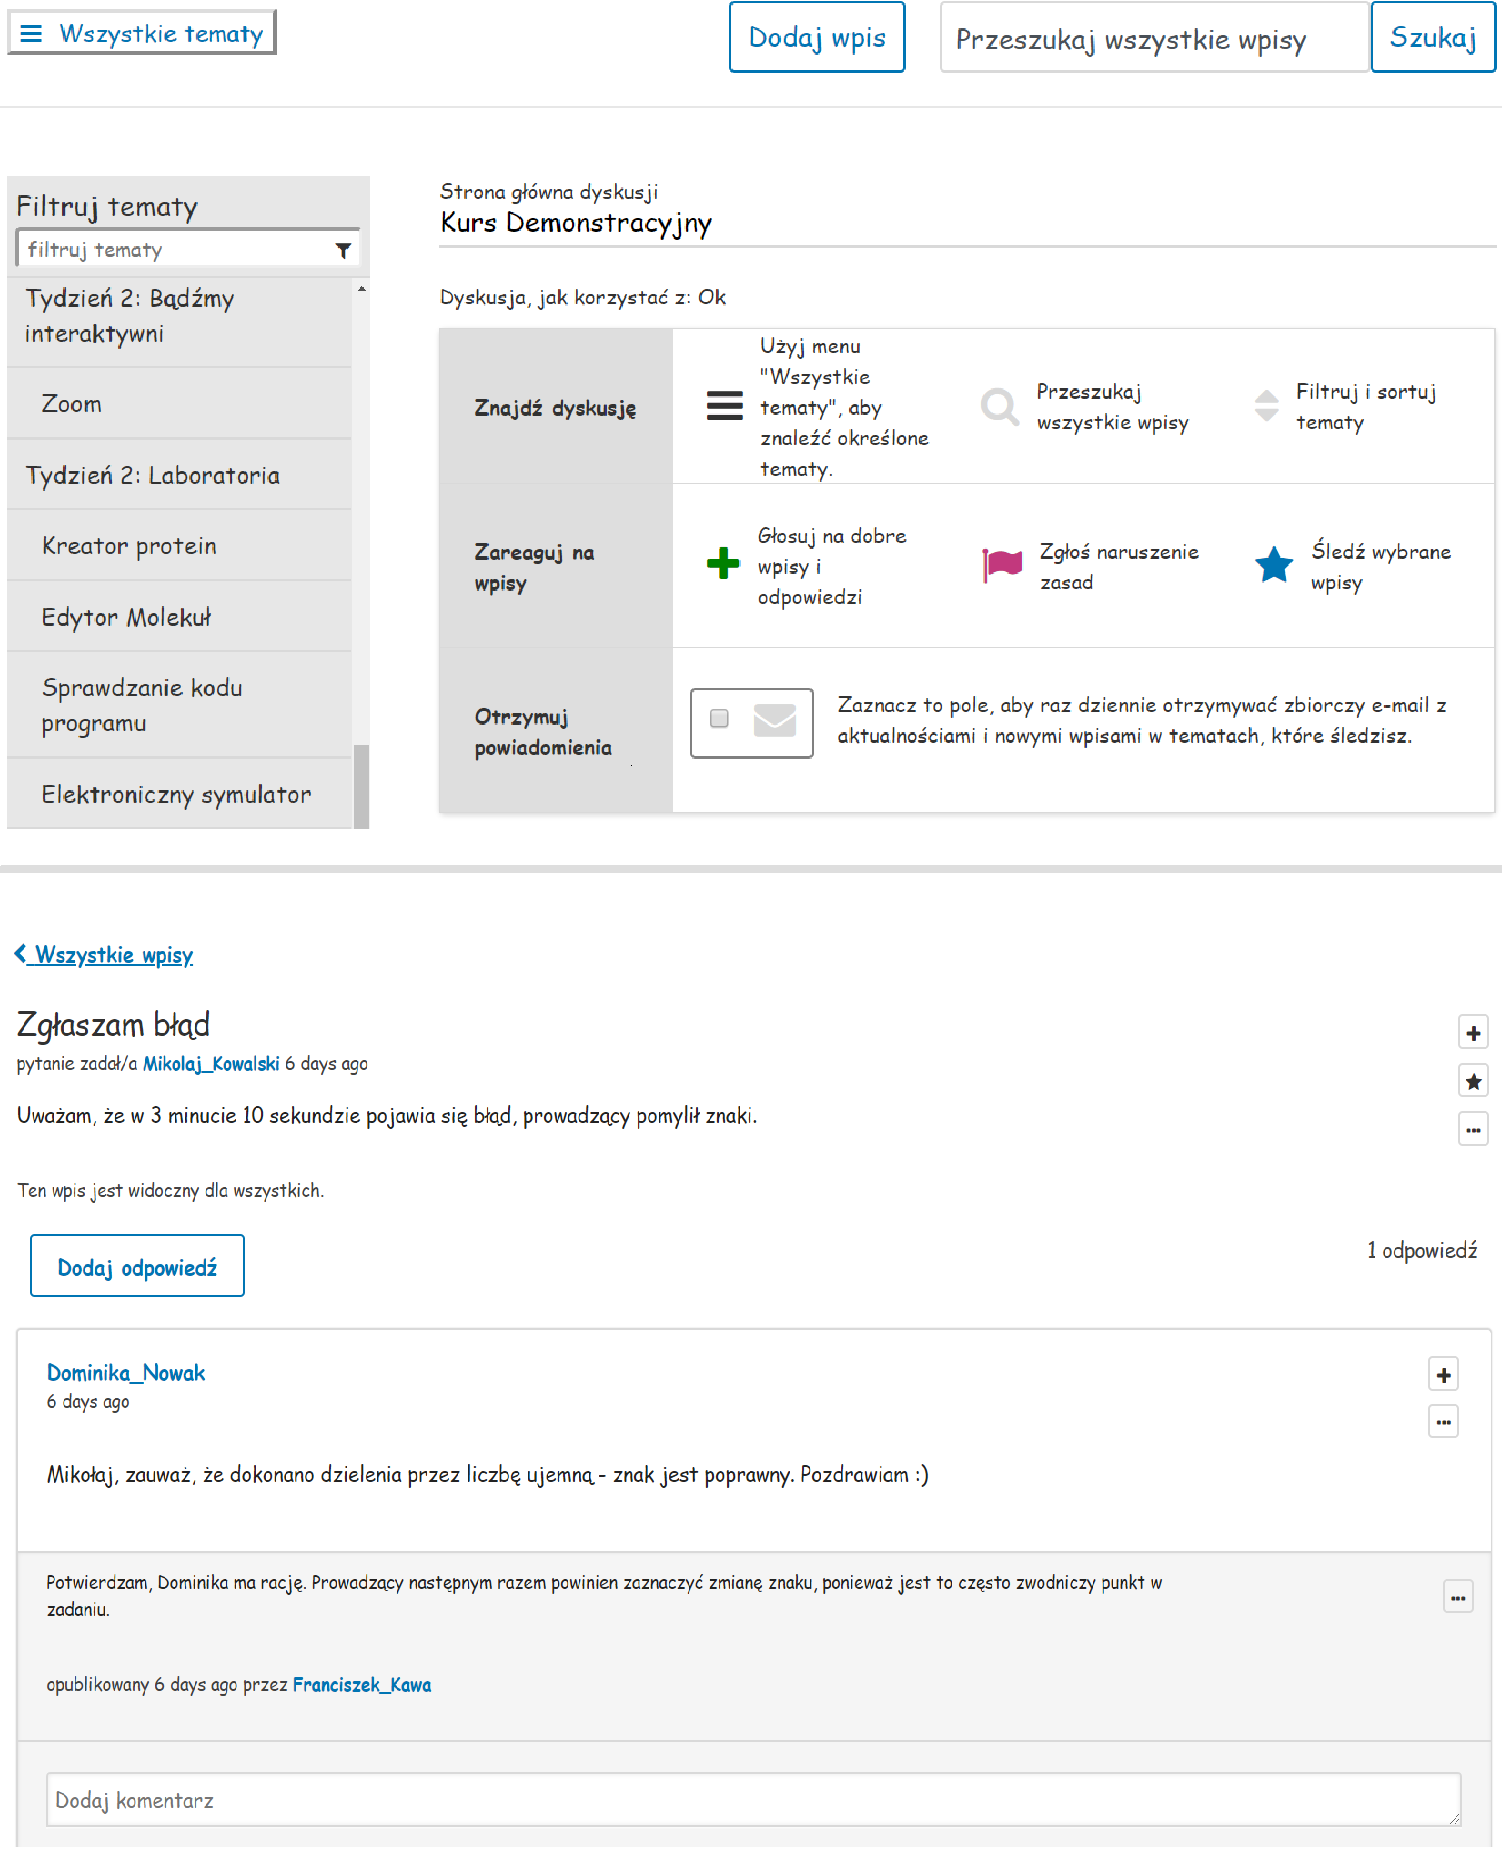 Wszystkie tematy
Dodaj wpis
Przeszukaj wszystkie wpisy
Szukaj
Filtruj tematy
filtruj tematy
Tydzień 2: Bądźmy
interaktywni
Zoom
Tydzień 2: Laboratoria
Kreator protein
Edytor Molekuł
Sprawdzanie kodu
programu
Elektroniczny symulator
Strona główna dyskusji
Kurs Demonstracyjny
Dyskusja, jak korzystać z: Ok
Znajdź dyskusję
Użyj menu
"Wszystkie
tematy", aby
znaleźć określone
tematy.
Przeszukaj
wszystkie wpisy
Filtruj i sortuj
tematy
Zareaguj na
wpisy
Głosuj na dobre
wpisy i
odpowiedzi
Zgłoś naruszenie
zasad
Śledź wybrane
wpisy
Otrzymuj
powiadomienia
Zaznacz to pole, aby raz dziennie otrzymywać zbiorczy e-mail z
aktualnościami i nowymi wpisami w tematach, które śledzisz.
Wszystkie wpisy
Zgłaszam błąd
pytanie zadał/a Mikolaj_Kowalski 6 days ago
Uważam, że w 3 minucie 10 sekundzie pojawia się błąd, prowadzący pomylił znaki.
Ten wpis jest widoczny dla wszystkich.
Dodaj odpowiedź
1 odpowiedź
Dominika_Nowak
6 days ago
Mikołaj, zauważ, że dokonano dzielenia przez liczbę ujemną - znak jest poprawny. Pozdrawiam :)
Potwierdzam, Dominika ma rację. Prowadzący następnym razem powinien zaznaczyć zmianę znaku, ponieważ jest to często zwodniczy punkt w
zadaniu.
opublikowany 6 days ago przez Franciszek_Kawa
Dodaj komentarz